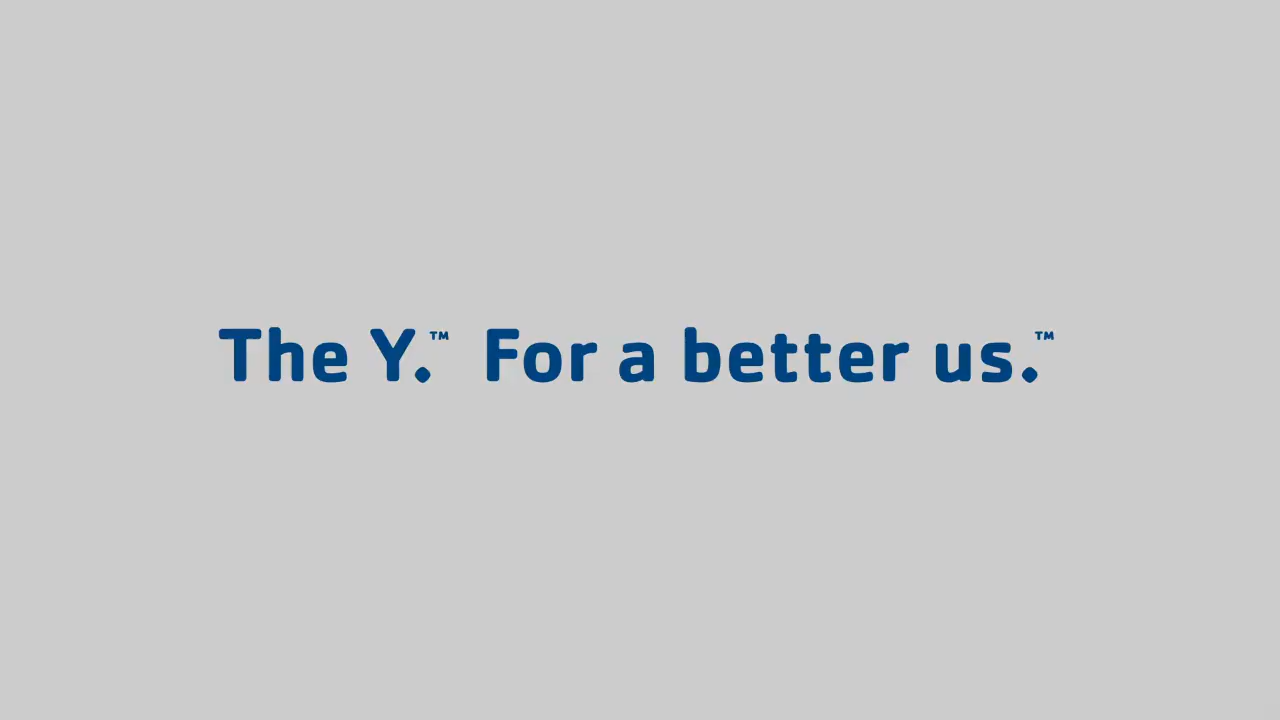 The Y.™ For a better us.™